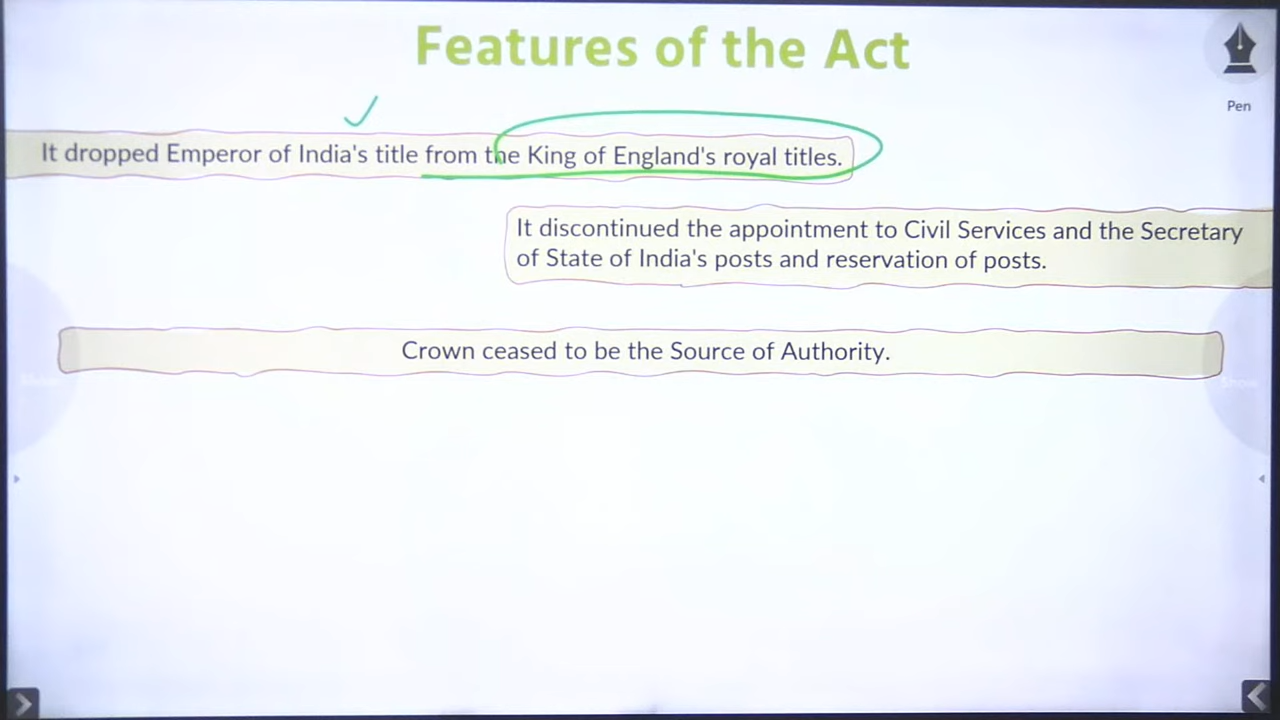 Features of the Act
Pen
It dropped Emperor of India's title from the King of England's royal titles.
It discontinued the appointment to Civil Services and the Secretary
of State of India's posts and reservation of posts.
Crown ceased to be the Source of Authority.